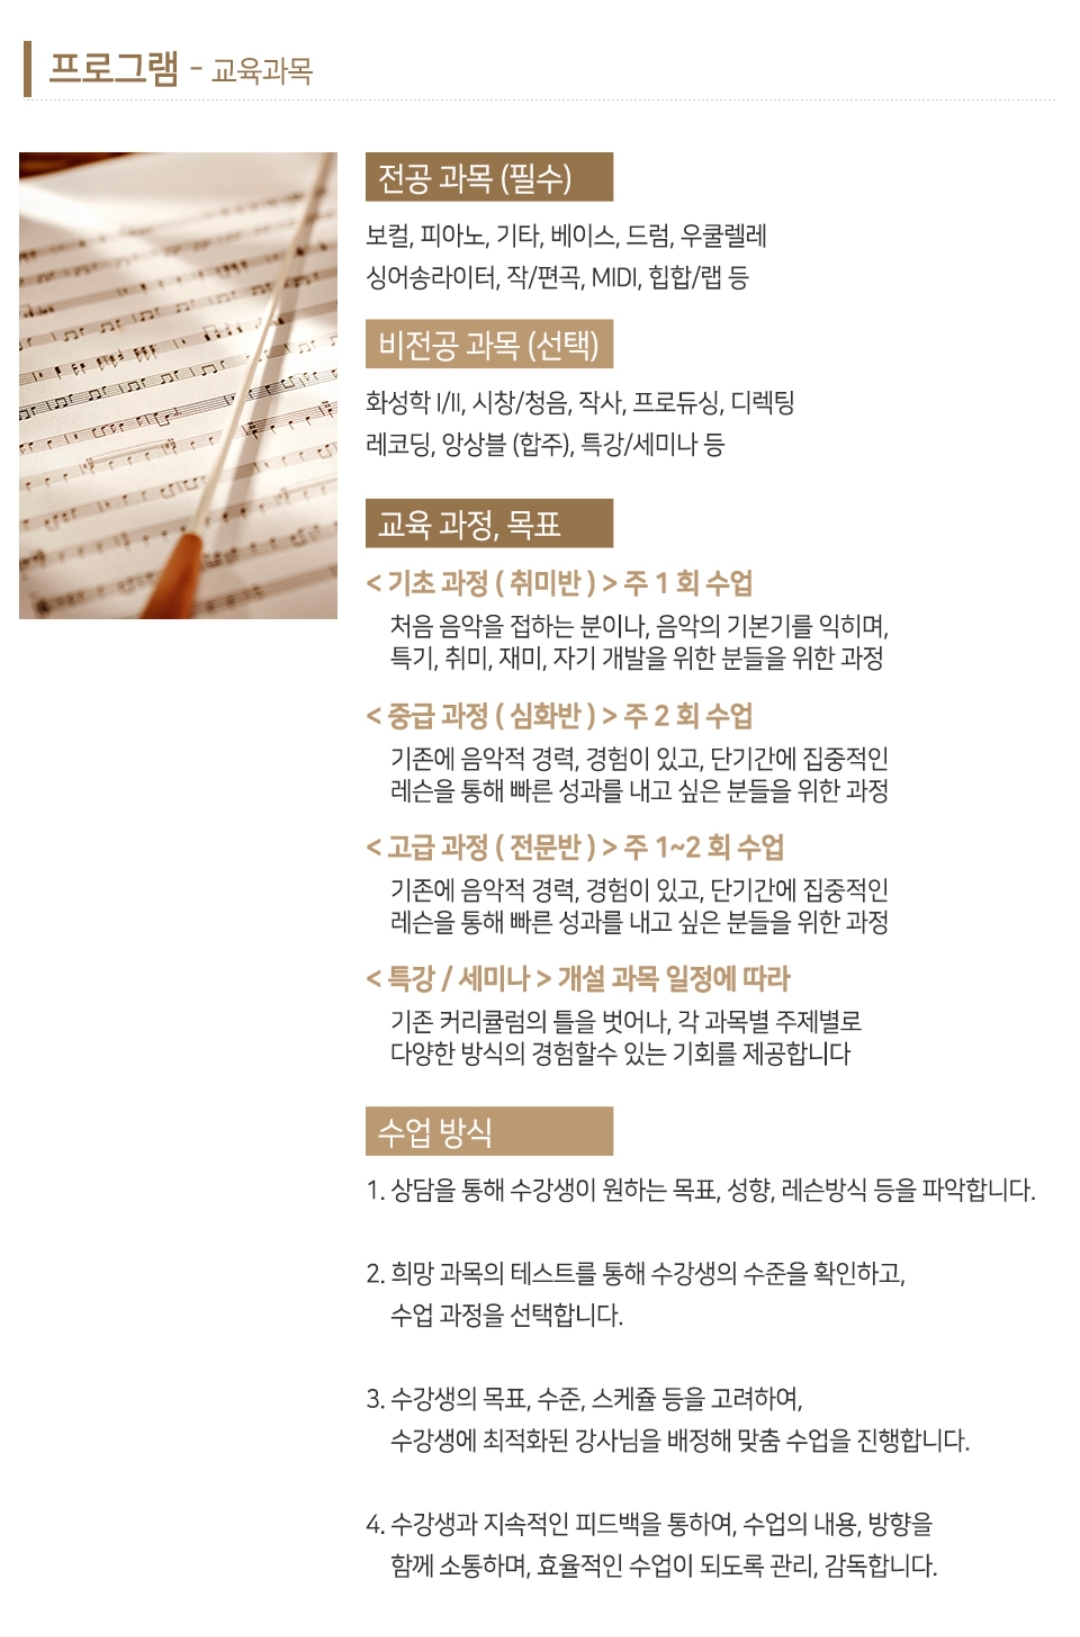 프로그램 - 교육과목
전공 과목 (필수)
보컬, 피아노, 기타, 베이스, 드럼, 우쿨렐레
싱어송라이터, 작/편곡, MIDI, 힙합/랩 등
비전공 과목 (선택)
화성학 I/II, 시창/청음, 작사, 프로듀싱, 디렉팅
레코딩, 앙상블 (합주), 특강/세미나 등
교육 과정, 목표
< 기초 과정 ( 취미반 ) > 주 1 회 수업
처음 음악을 접하는 분이나, 음악의 기본기를 익히며,
특기, 취미, 재미, 자기 개발을 위한 분들을 위한 과정
< 중급 과정 ( 심화반 ) > 주 2 회 수업
기존에 음악적 경력, 경험이 있고, 단기간에 집중적인
레슨을 통해 빠른 성과를 내고 싶은 분들을 위한 과정
< 고급 과정 ( 전문반 ) > 주 1~2 회 수업
기존에 음악적 경력, 경험이 있고, 단기간에 집중적인
레슨을 통해 빠른 성과를 내고 싶은 분들을 위한 과정
< 특강 / 세미나 > 개설 과목 일정에 따라
기존 커리큘럼의 틀을 벗어나, 각 과목별 주제별로
다양한 방식의 경험할수 있는 기회를 제공합니다
수업 방식
1. 상담을 통해 수강생이 원하는 목표, 성향, 레슨방식 등을 파악합니다.
2. 희망 과목의 테스트를 통해 수강생의 수준을 확인하고,
수업 과정을 선택합니다.
3. 수강생의 목표, 수준, 스케쥴 등을 고려하여,
수강생에 최적화된 강사님을 배정해 맞춤 수업을 진행합니다.
4. 수강생과 지속적인 피드백을 통하여, 수업의 내용, 방향을
함께 소통하며, 효율적인 수업이 되도록 관리, 감독합니다.